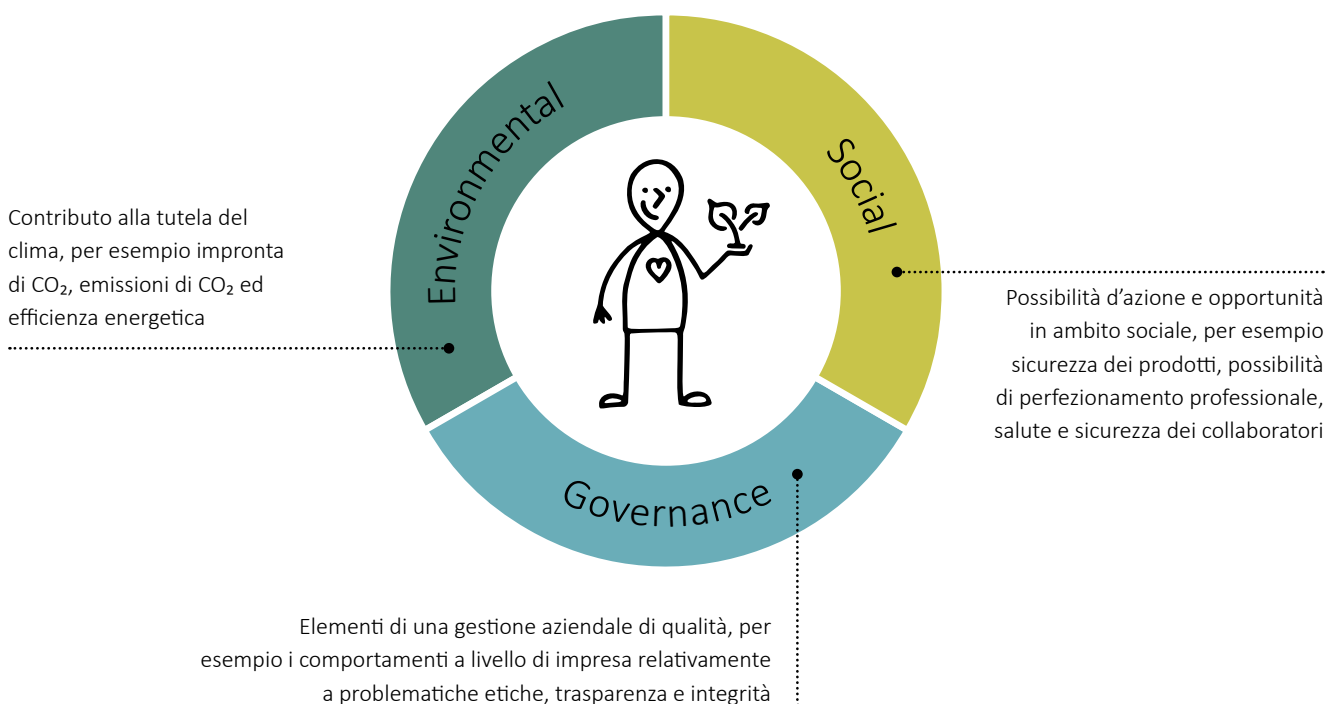 Environmental
Social
Contributo alla tutela del
clima, per esempio impronta
di CO₂, emissioni di CO₂ ed
efficienza energetica
Possibilità d’azione e opportunità
in ambito sociale, per esempio
sicurezza dei prodotti, possibilità
di perfezionamento professionale,
salute e sicurezza dei collaboratori
Governance
Elementi di una gestione aziendale di qualità, per
esempio i comportamenti a livello di impresa relativamente
a problematiche etiche, trasparenza e integrità